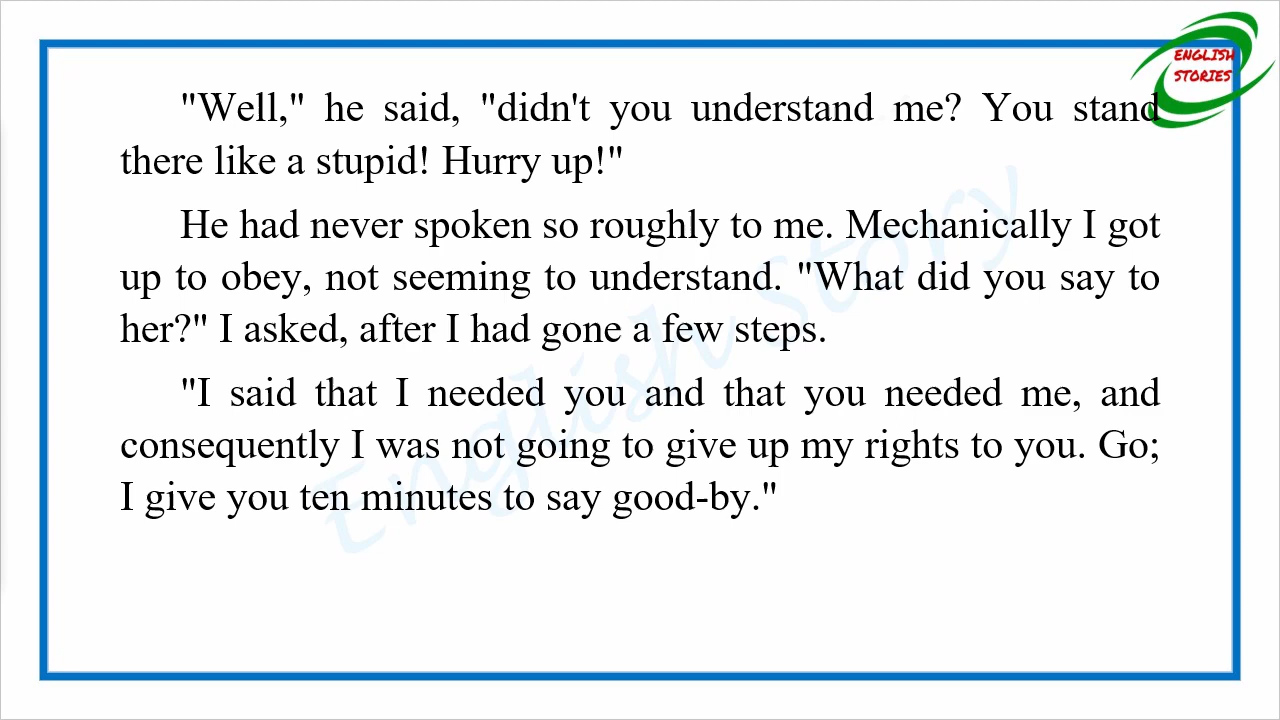 ENGLISH
STORIES
"Well," he said, "didn't you understand me? You stand
there like a stupid! Hurry up!"
He had never spoken so roughly to me. Mechanically I got
up to obey, not seeming to understand. "What did you say to
her?" I asked, after I had gone a few steps.
"I said that I needed you and that you needed me, and
consequently I was not going to give up my rights to you. Go;
I give you ten minutes to say good-by."
English Story